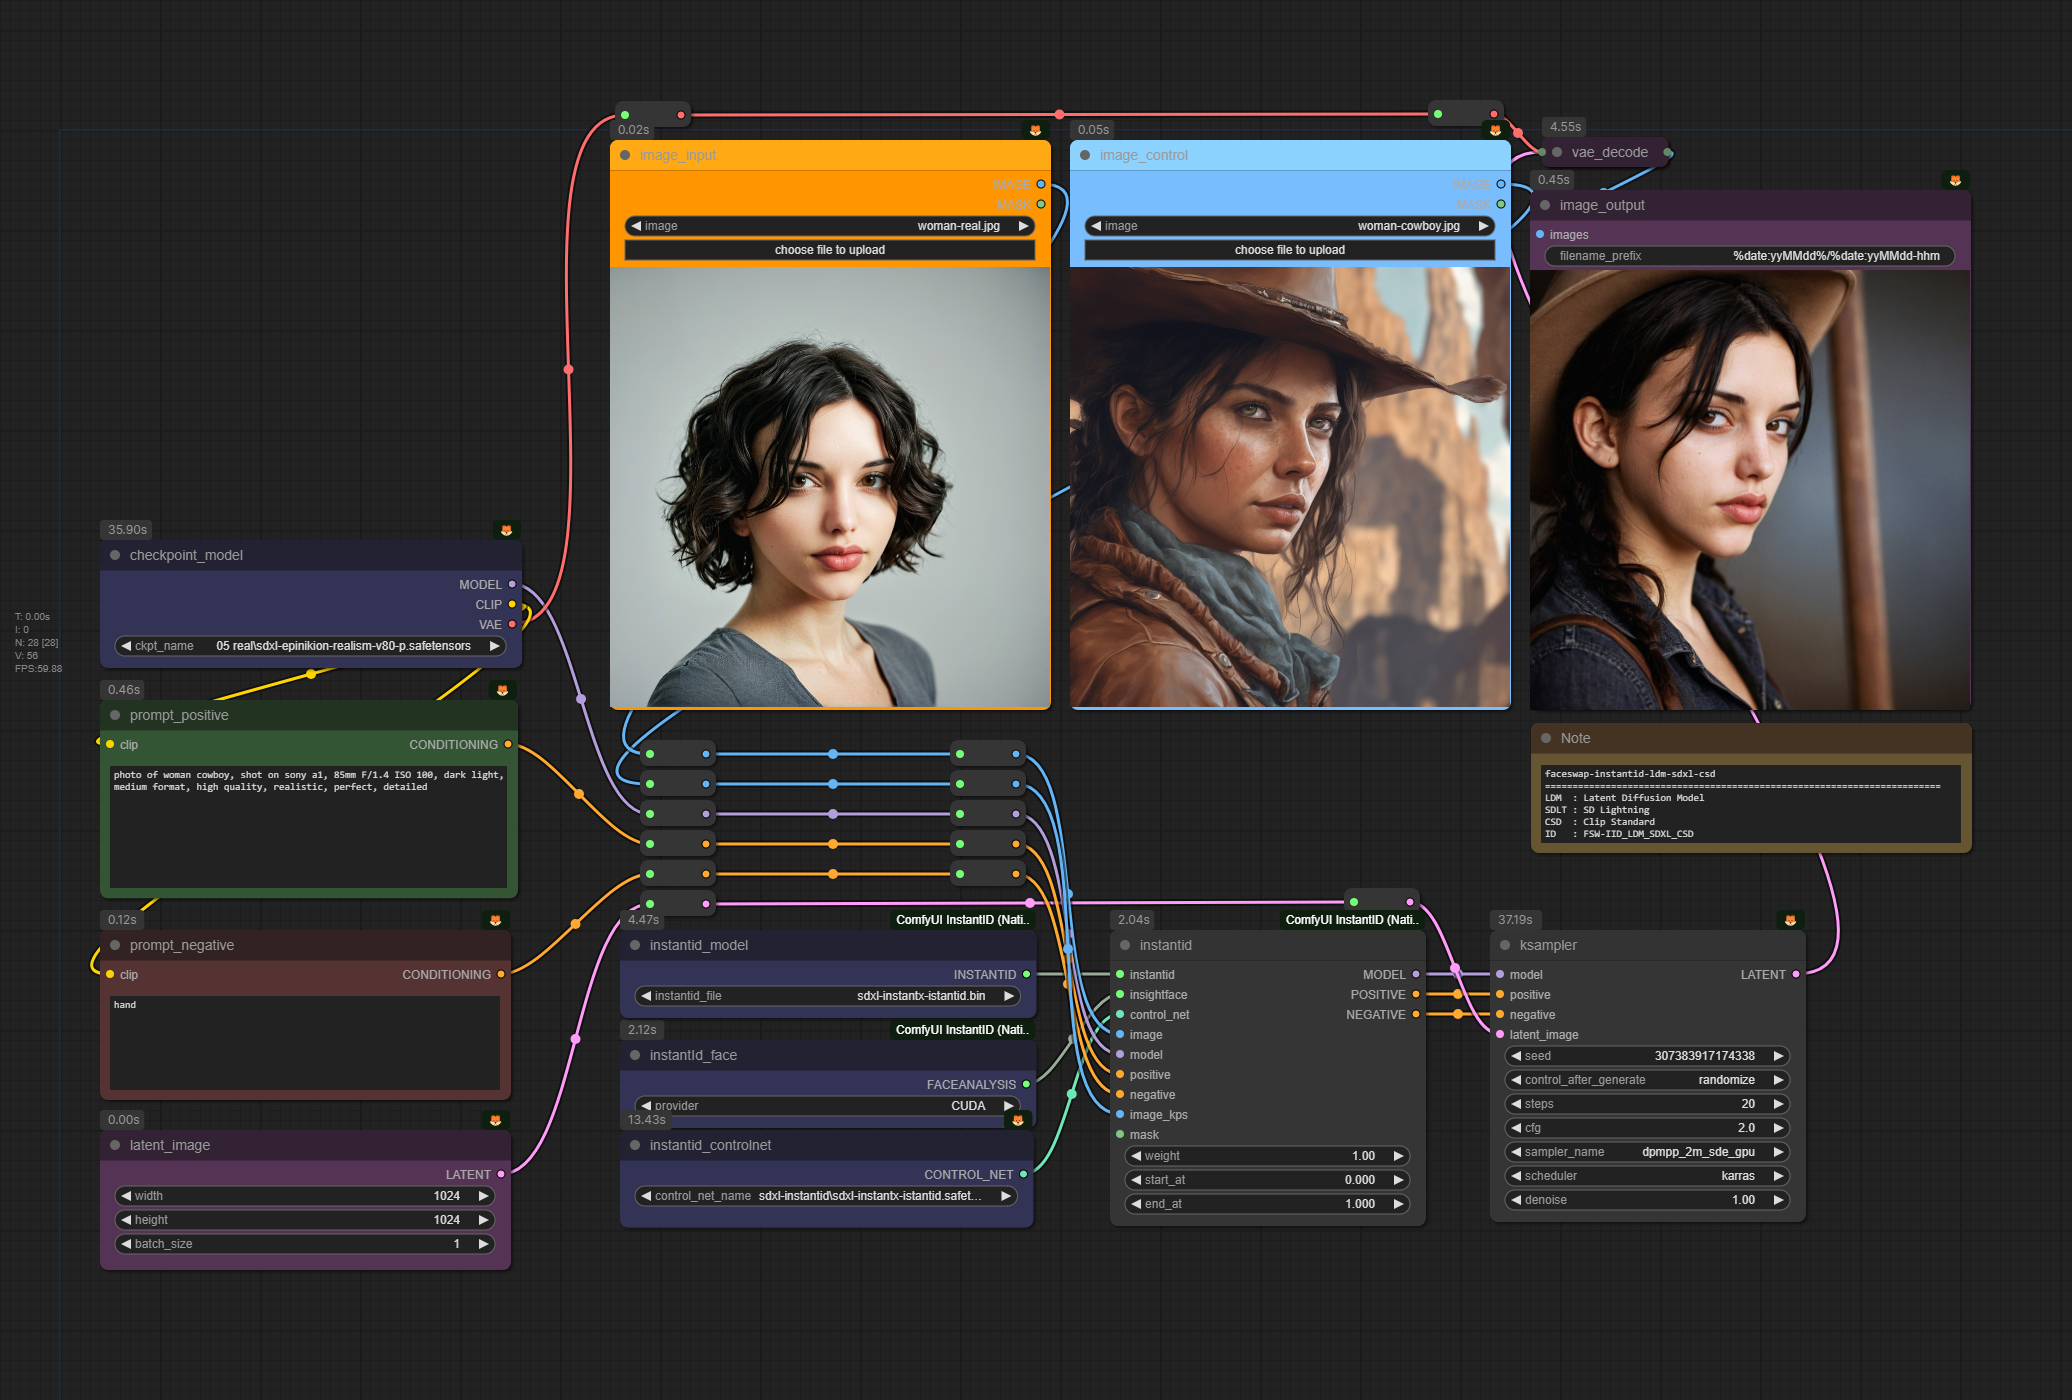 0.02s
image_input
IMAGE
MASK
image woman-real.jpg
choose file to upload
0.05s
image_control
IMAGE
MASK
image woman-cowboy.jpg
choose file to upload
4.55s
vae_decode
0.45s
image_output
images
filename_prefix %date:yyMMdd%/%date:yyMMdd-hhm
35.90s
checkpoint_model
MODEL
CLIP
VAE
ckpt_name 05 real\sdxl-epinikion-realism-v80-p.safetensors
T: 0.00s
I: 0
N: 28 [28]
V: 56
FPS:59.88
0.46s
prompt_positive
clip CONDITIONING
photo of woman cowboy, shot on sony a1, 85mm F/1.4 ISO 100, dark light,
medium format, high quality, realistic, perfect, detailed
Note
faceswap-instantid-ldm-sdxl-csd
========================================================================
LDM : Latent Diffusion Model
SDLT : SD Lightning
CSD : Clip Standard
ID : FSW-IID_LDM_SDXL_CSD
0.12s
prompt_negative
clip CONDITIONING
hand
0.00s
latent_image
LATENT
width 1024
height 1024
batch_size 1
4.47s
ComfyUI InstantID (Nati..
instantid_model
INSTANTID
instantid_file sdxl-instantx-istantid.bin
2.12s
ComfyUI InstantID (Nati..
instantId_face
FACEANALYSIS
provider CUDA
13.43s
instantid_controlnet
CONTROL_NET
control_net_name sdxl-instantid\sdxl-instantx-istantid.safet...
2.04s
ComfyUI InstantID (Nati..
instantid
instantid MODEL
insightface POSITIVE
control_net NEGATIVE
image
model
positive
negative
image_kps
mask
weight 1.00
start_at 0.000
end_at 1.000
37.19s
ksampler
model LATENT
positive
negative
latent_image
seed 307383917174338
control_after_generate randomize
steps 20
cfg 2.0
sampler_name dpmpp_2m_sde_gpu
scheduler karras
denoise 1.00